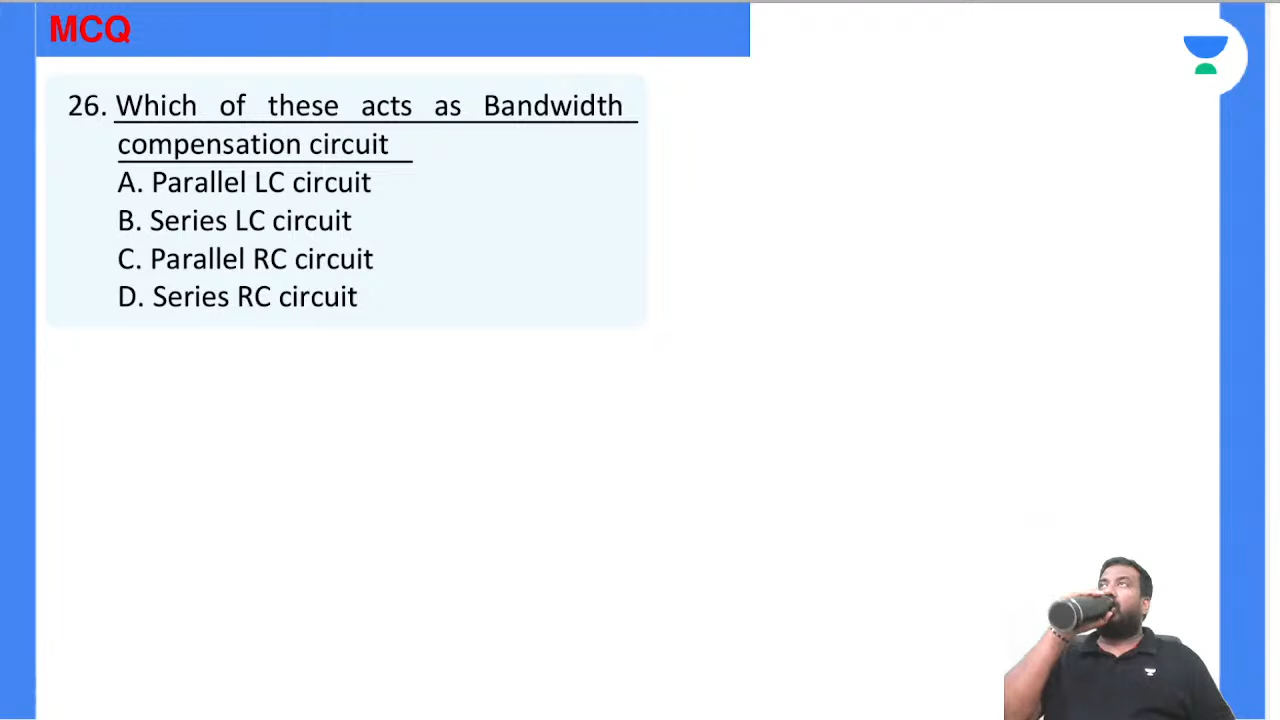 MCQ
26. Which of these acts as Bandwidth
compensation circuit
A. Parallel LC circuit
B. Series LC circuit
C. Parallel RC circuit
D. Series RC circuit